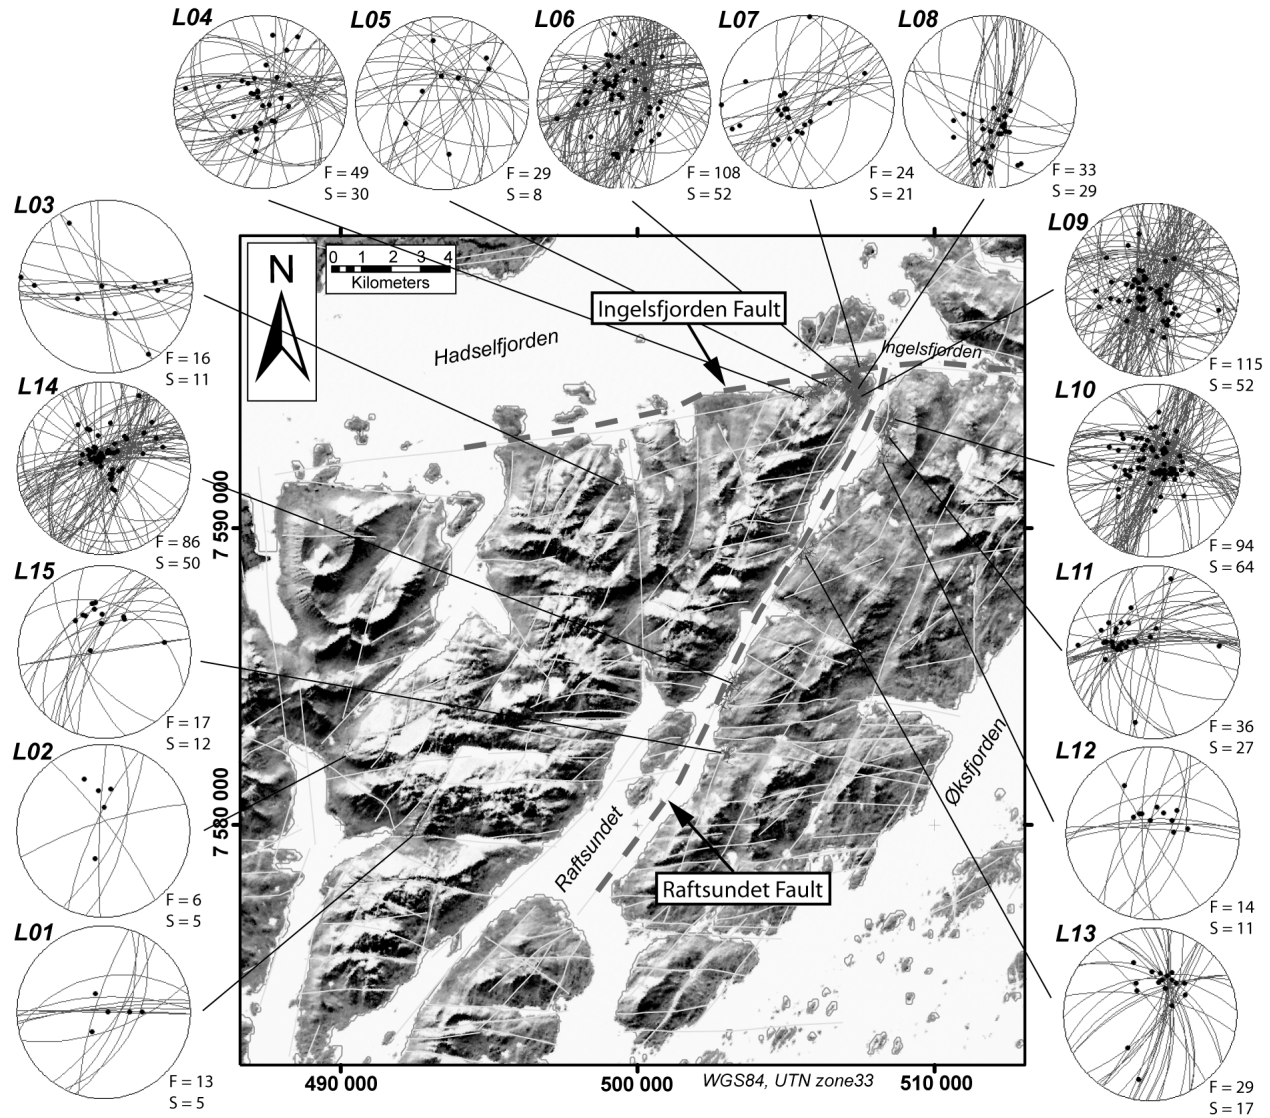 L04
L05
L06
L07
L08
F = 49
S = 30
F = 29
S = 8
F = 108
S = 52
F = 24
S = 21
F = 33
S = 29
L03
F = 16
S = 11
L09
F = 115
S = 52
L14
F = 86
S = 50
L10
F = 94
S = 64
L15
F = 17
S = 12
L11
F = 36
S = 27
L02
F = 6
S = 5
L12
F = 14
S = 11
L01
F = 13
S = 5
L13
F = 29
S = 17
N
0 1 2 3 4
Kilometers
Ingelsfjorden Fault
Hadselfjorden
Ingelsfjorden
7 590 000
7 580 000
Øksfjorden
Raftsundet
Raftsundet Fault
490 000
500 000
WGS84, UTN zone33
510 000